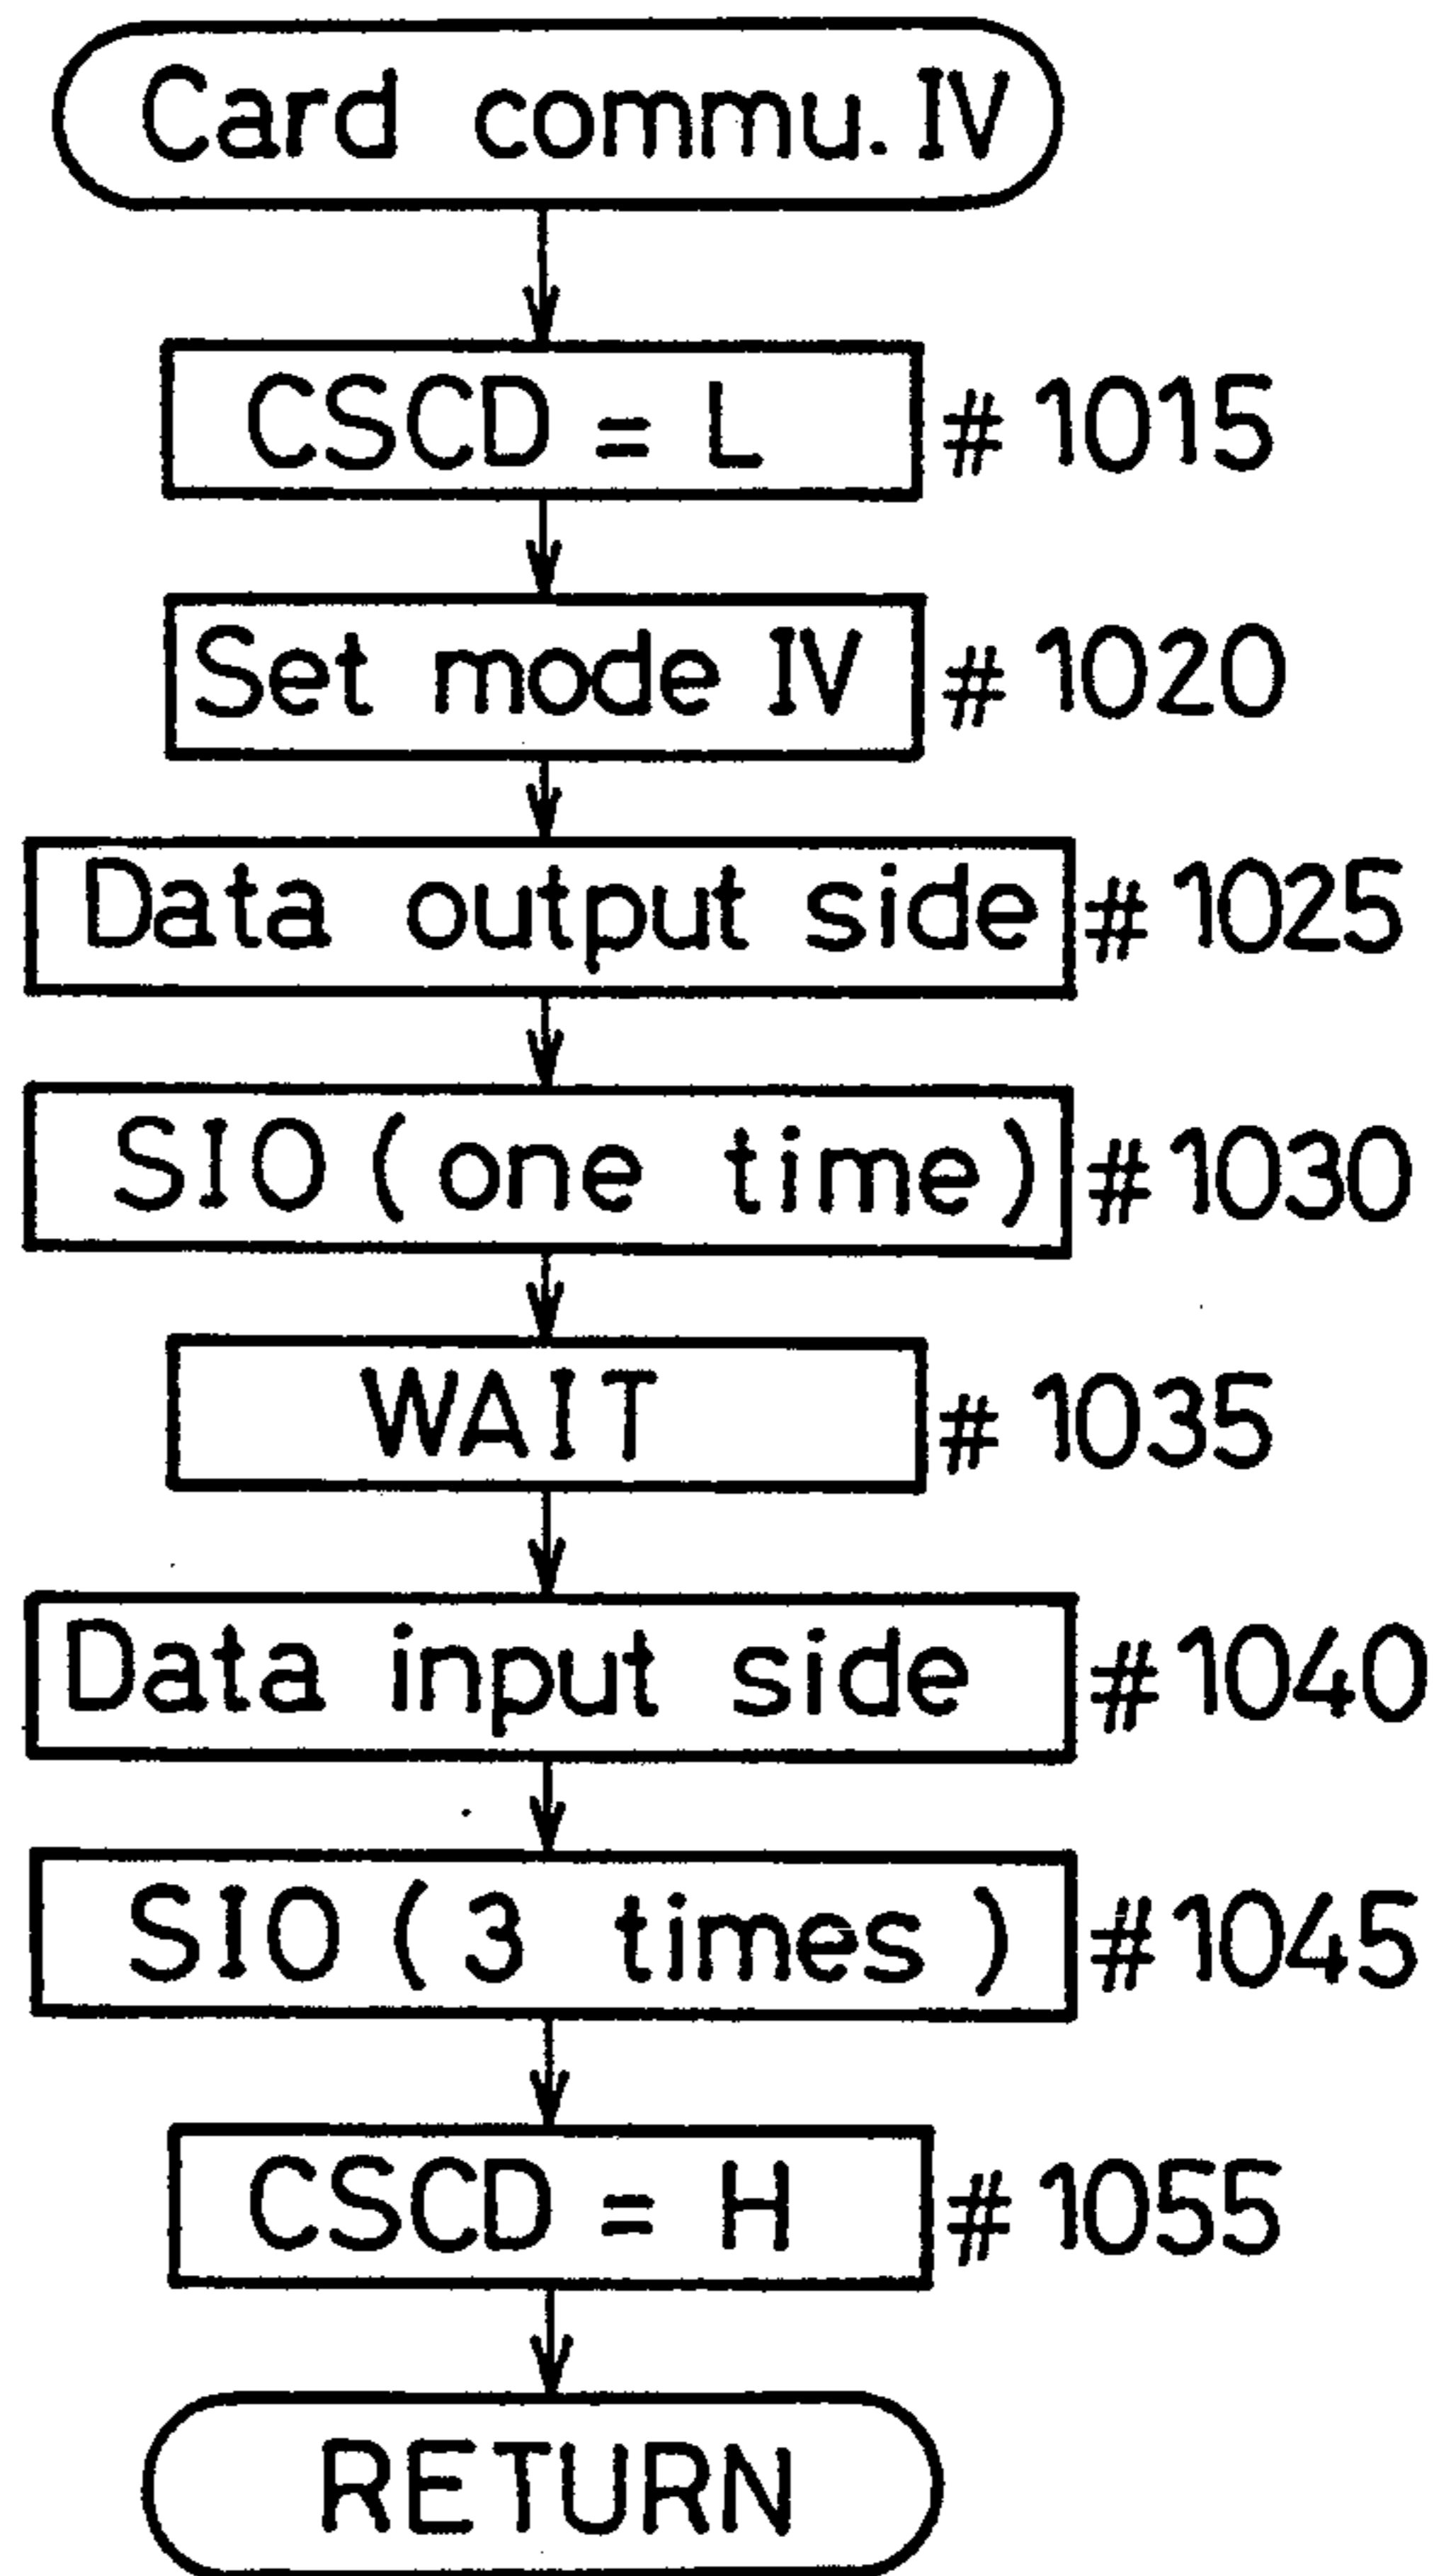 Card commu. IV
CSCD = L #1015
Set mode IV #1020
Data output side #1025
SIO (one time) #1030
WAIT #1035
Data input side #1040
SIO (3 times) #1045
CSCD = H #1055
RETURN